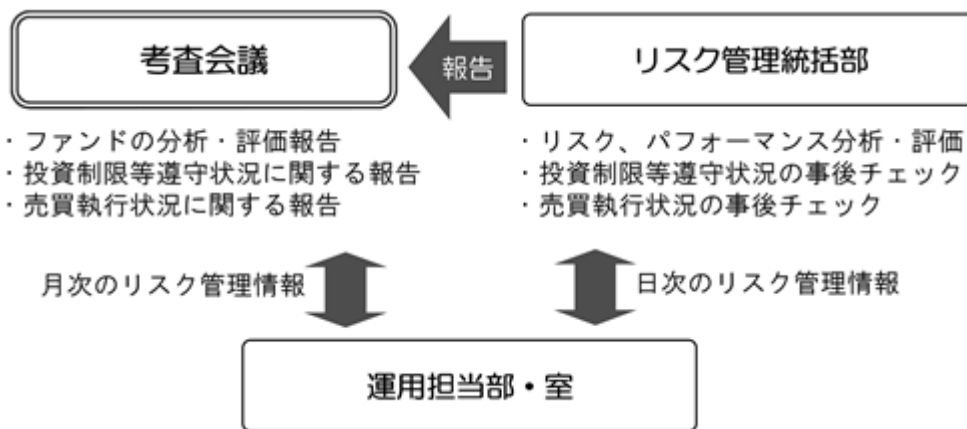 考査会議
報告
リスク管理統括部
・ファンドの分析・評価報告
・投資制限等遵守状況に関する報告
・売買執行状況に関する報告
・リスク、パフォーマンス分析・評価
・投資制限等遵守状況の事後チェック
・売買執行状況の事後チェック
月次のリスク管理情報
日次のリスク管理情報
運用担当部・室